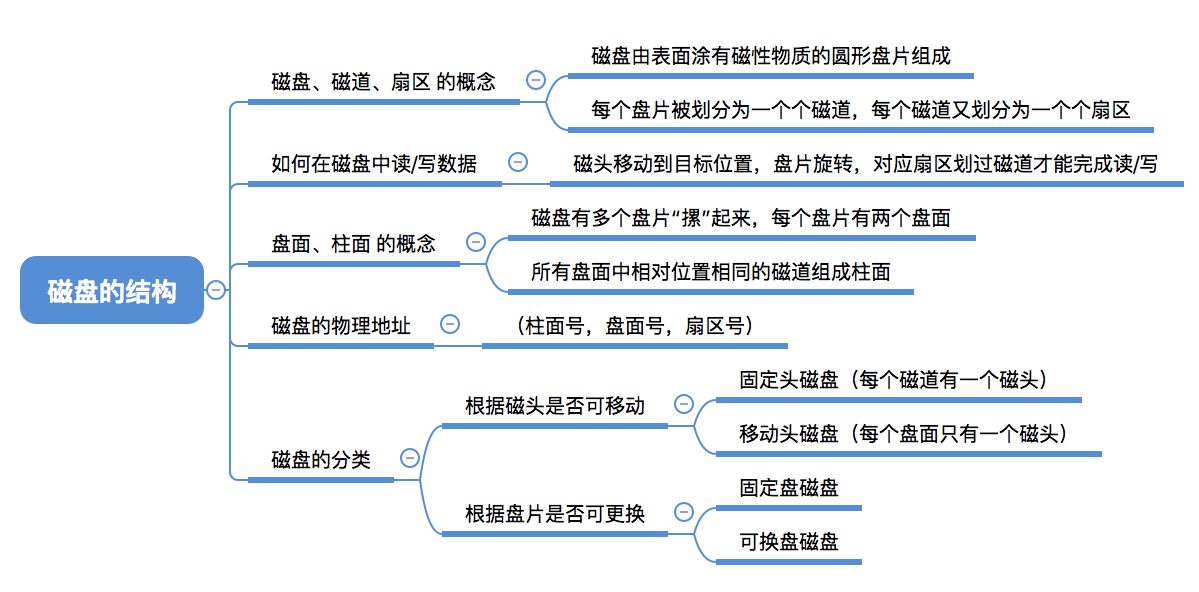 磁盘的结构
磁盘、磁道、扇区 的概念
磁盘由表面涂有磁性物质的圆形盘片组成
每个盘片被划分为一个个磁道，每个磁道又划分为一个个扇区
如何在磁盘中读/写数据
磁头移动到目标位置，盘片旋转，对应扇区划过磁道才能完成读/写
盘面、柱面 的概念
磁盘有多个盘片“摞”起来，每个盘片有两个盘面
所有盘面中相对位置相同的磁道组成柱面
磁盘的物理地址
（柱面号，盘面号，扇区号）
磁盘的分类
根据磁头是否可移动
固定头磁盘（每个磁道有一个磁头）
移动头磁盘（每个盘面只有一个磁头）
根据盘片是否可更换
固定盘磁盘
可换盘磁盘